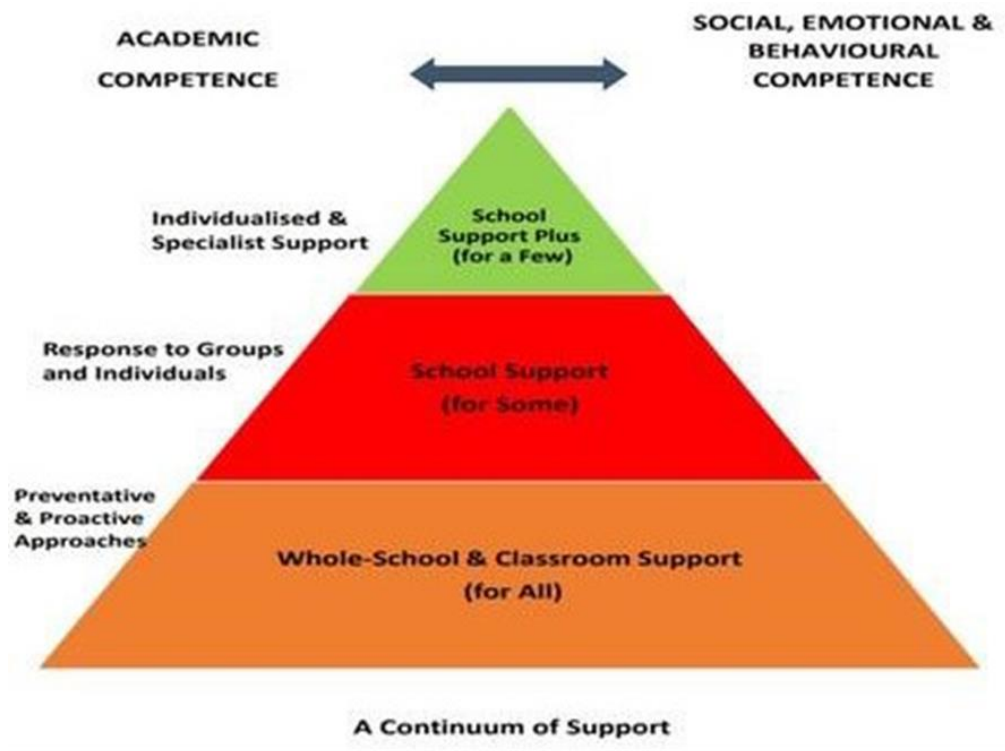 ACADEMIC
COMPETENCE
SOCIAL, EMOTIONAL &
BEHAVIOURAL
COMPETENCE
Individualised &
Specialist Support
School
Support Plus
(for a Few)
Response to Groups
and Individuals
School Support
(for Some)
Preventative
& Proactive
Approaches
Whole-School & Classroom Support
(for All)
A Continuum of Support